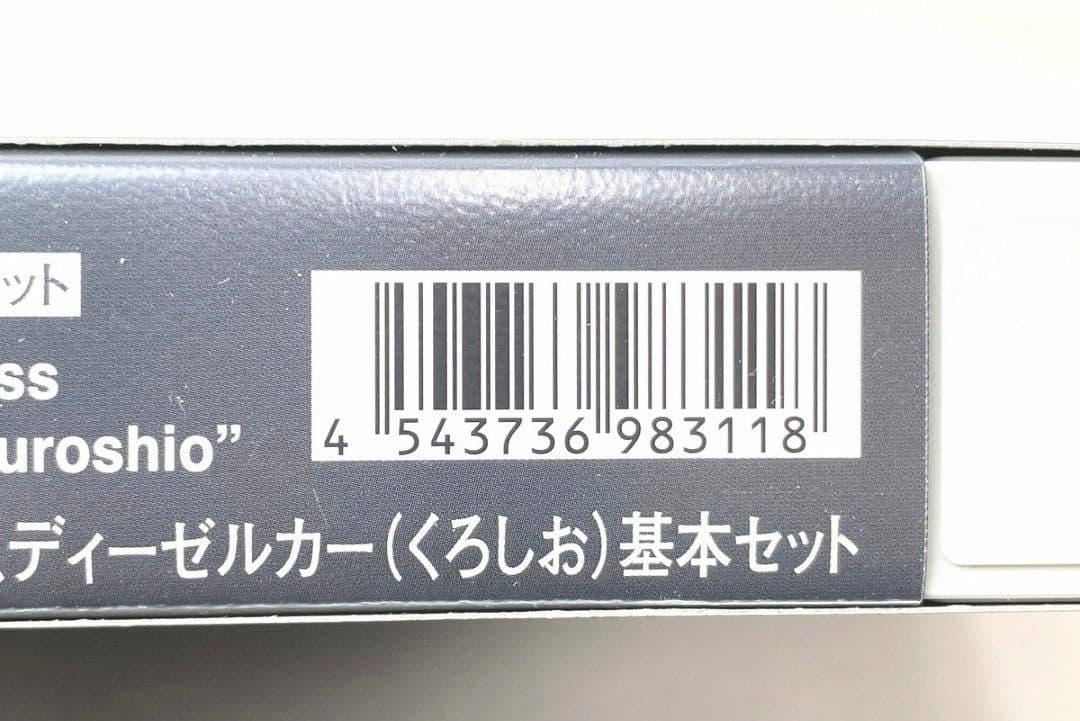 ット
ss
uroshio”
4 543736 983118
ディーゼルカー(くろしお)基本セット